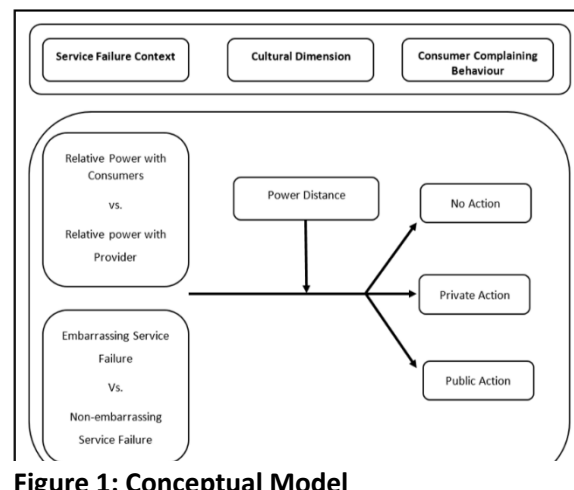 Service Failure Context
Cultural Dimension
Consumer Complaining
Behaviour
Relative Power with
Consumers
vs.
Relative power with
Provider
Power Distance
No Action
Private Action
Public Action
Embarrassing Service
Failure
Vs.
Non-embarrassing
Service Failure
Figure 1: Conceptual Model